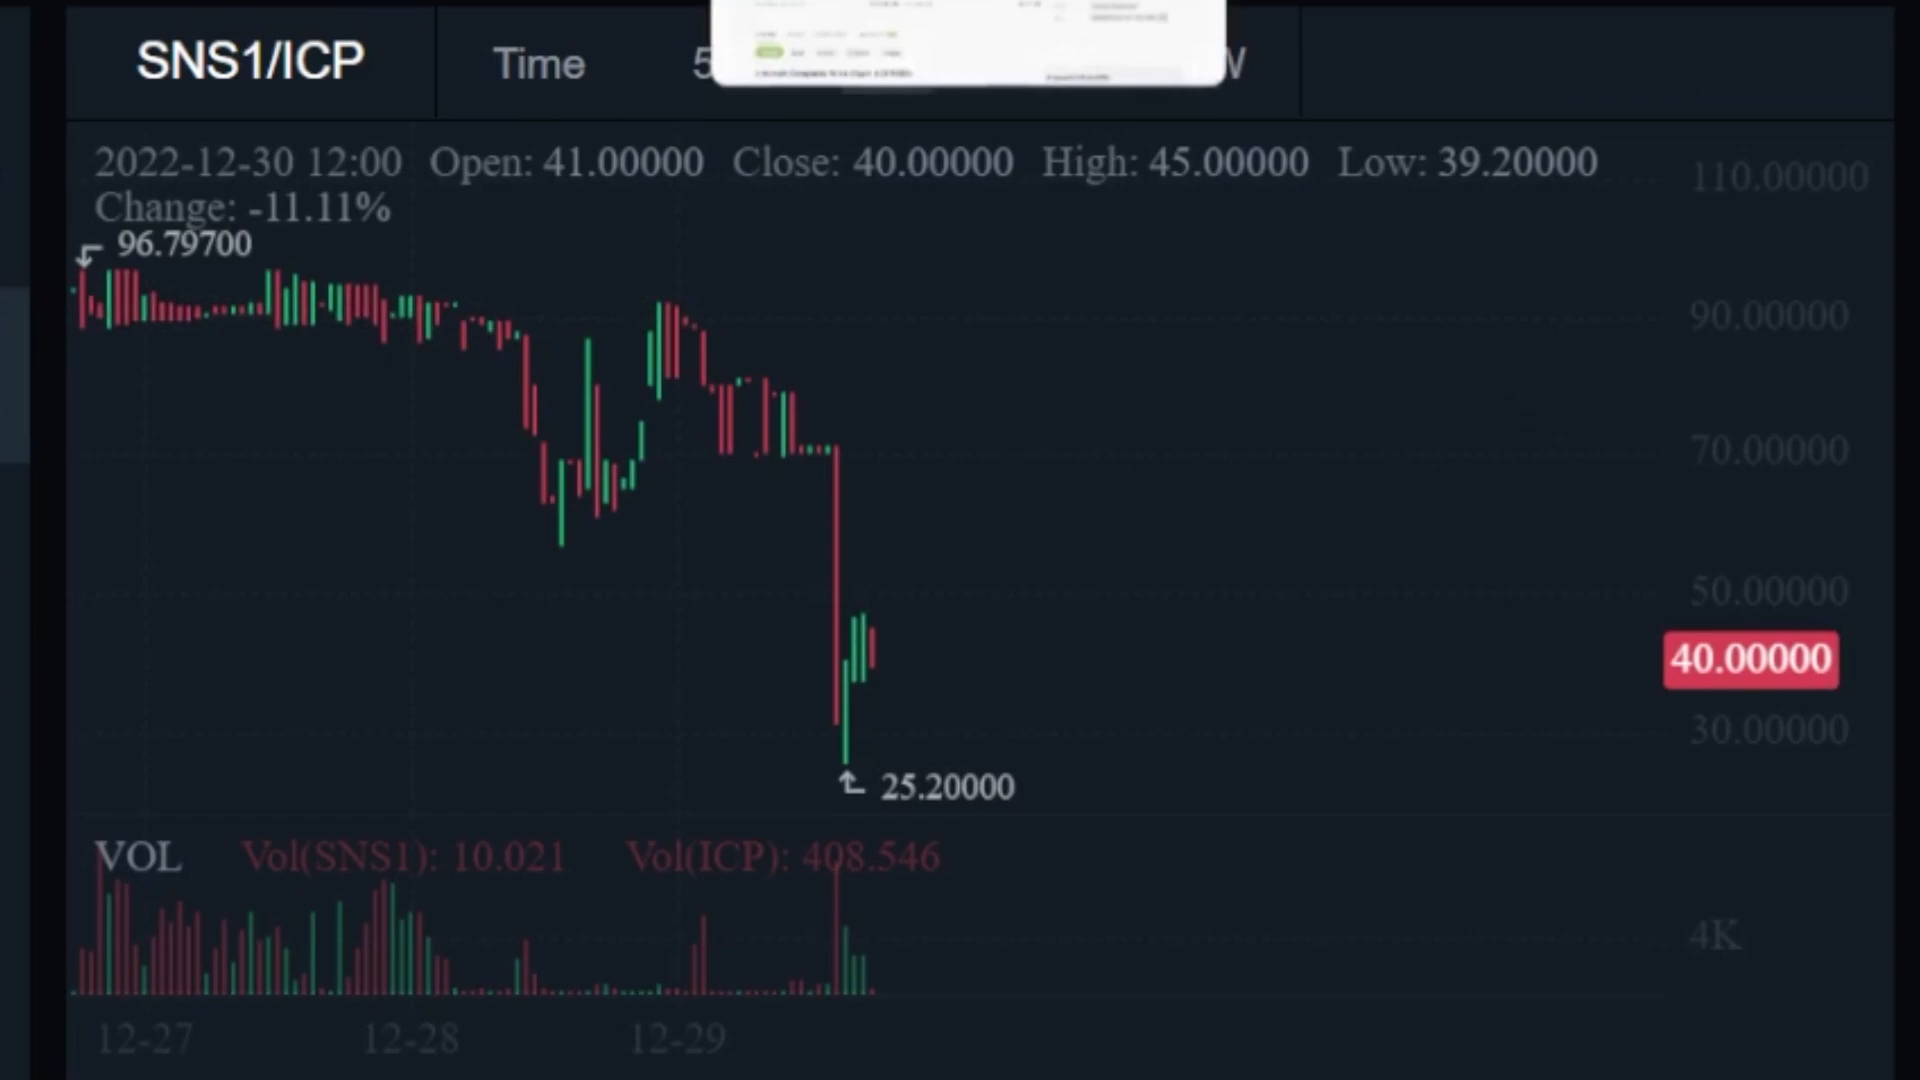 SNS1/ICP Time 5 W
2022-12-30 12:00 Open: 41.00000 Close: 40.00000 High: 45.00000 Low: 39.20000
Change: -11.11%
96.79700
110.00000
90.00000
70.00000
50.00000
40.00000
30.00000
25.20000
VOL Vol(SNS1): 10.021 Vol(ICP): 408.546
4K
12-27 12-28 12-29